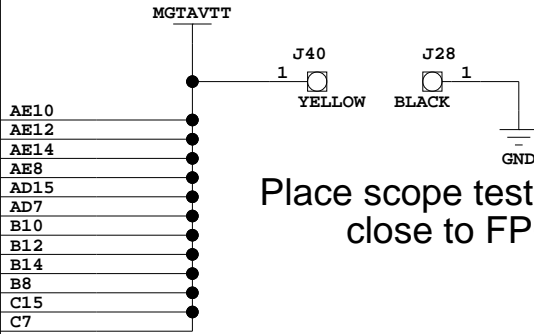 MGTAVTT
J40
J28
1
1
YELLOW
BLACK
GND
AE10
AE12
AE14
AE8
AD15
AD7
B10
B12
B14
B8
C15
C7
Place scope test
close to FP